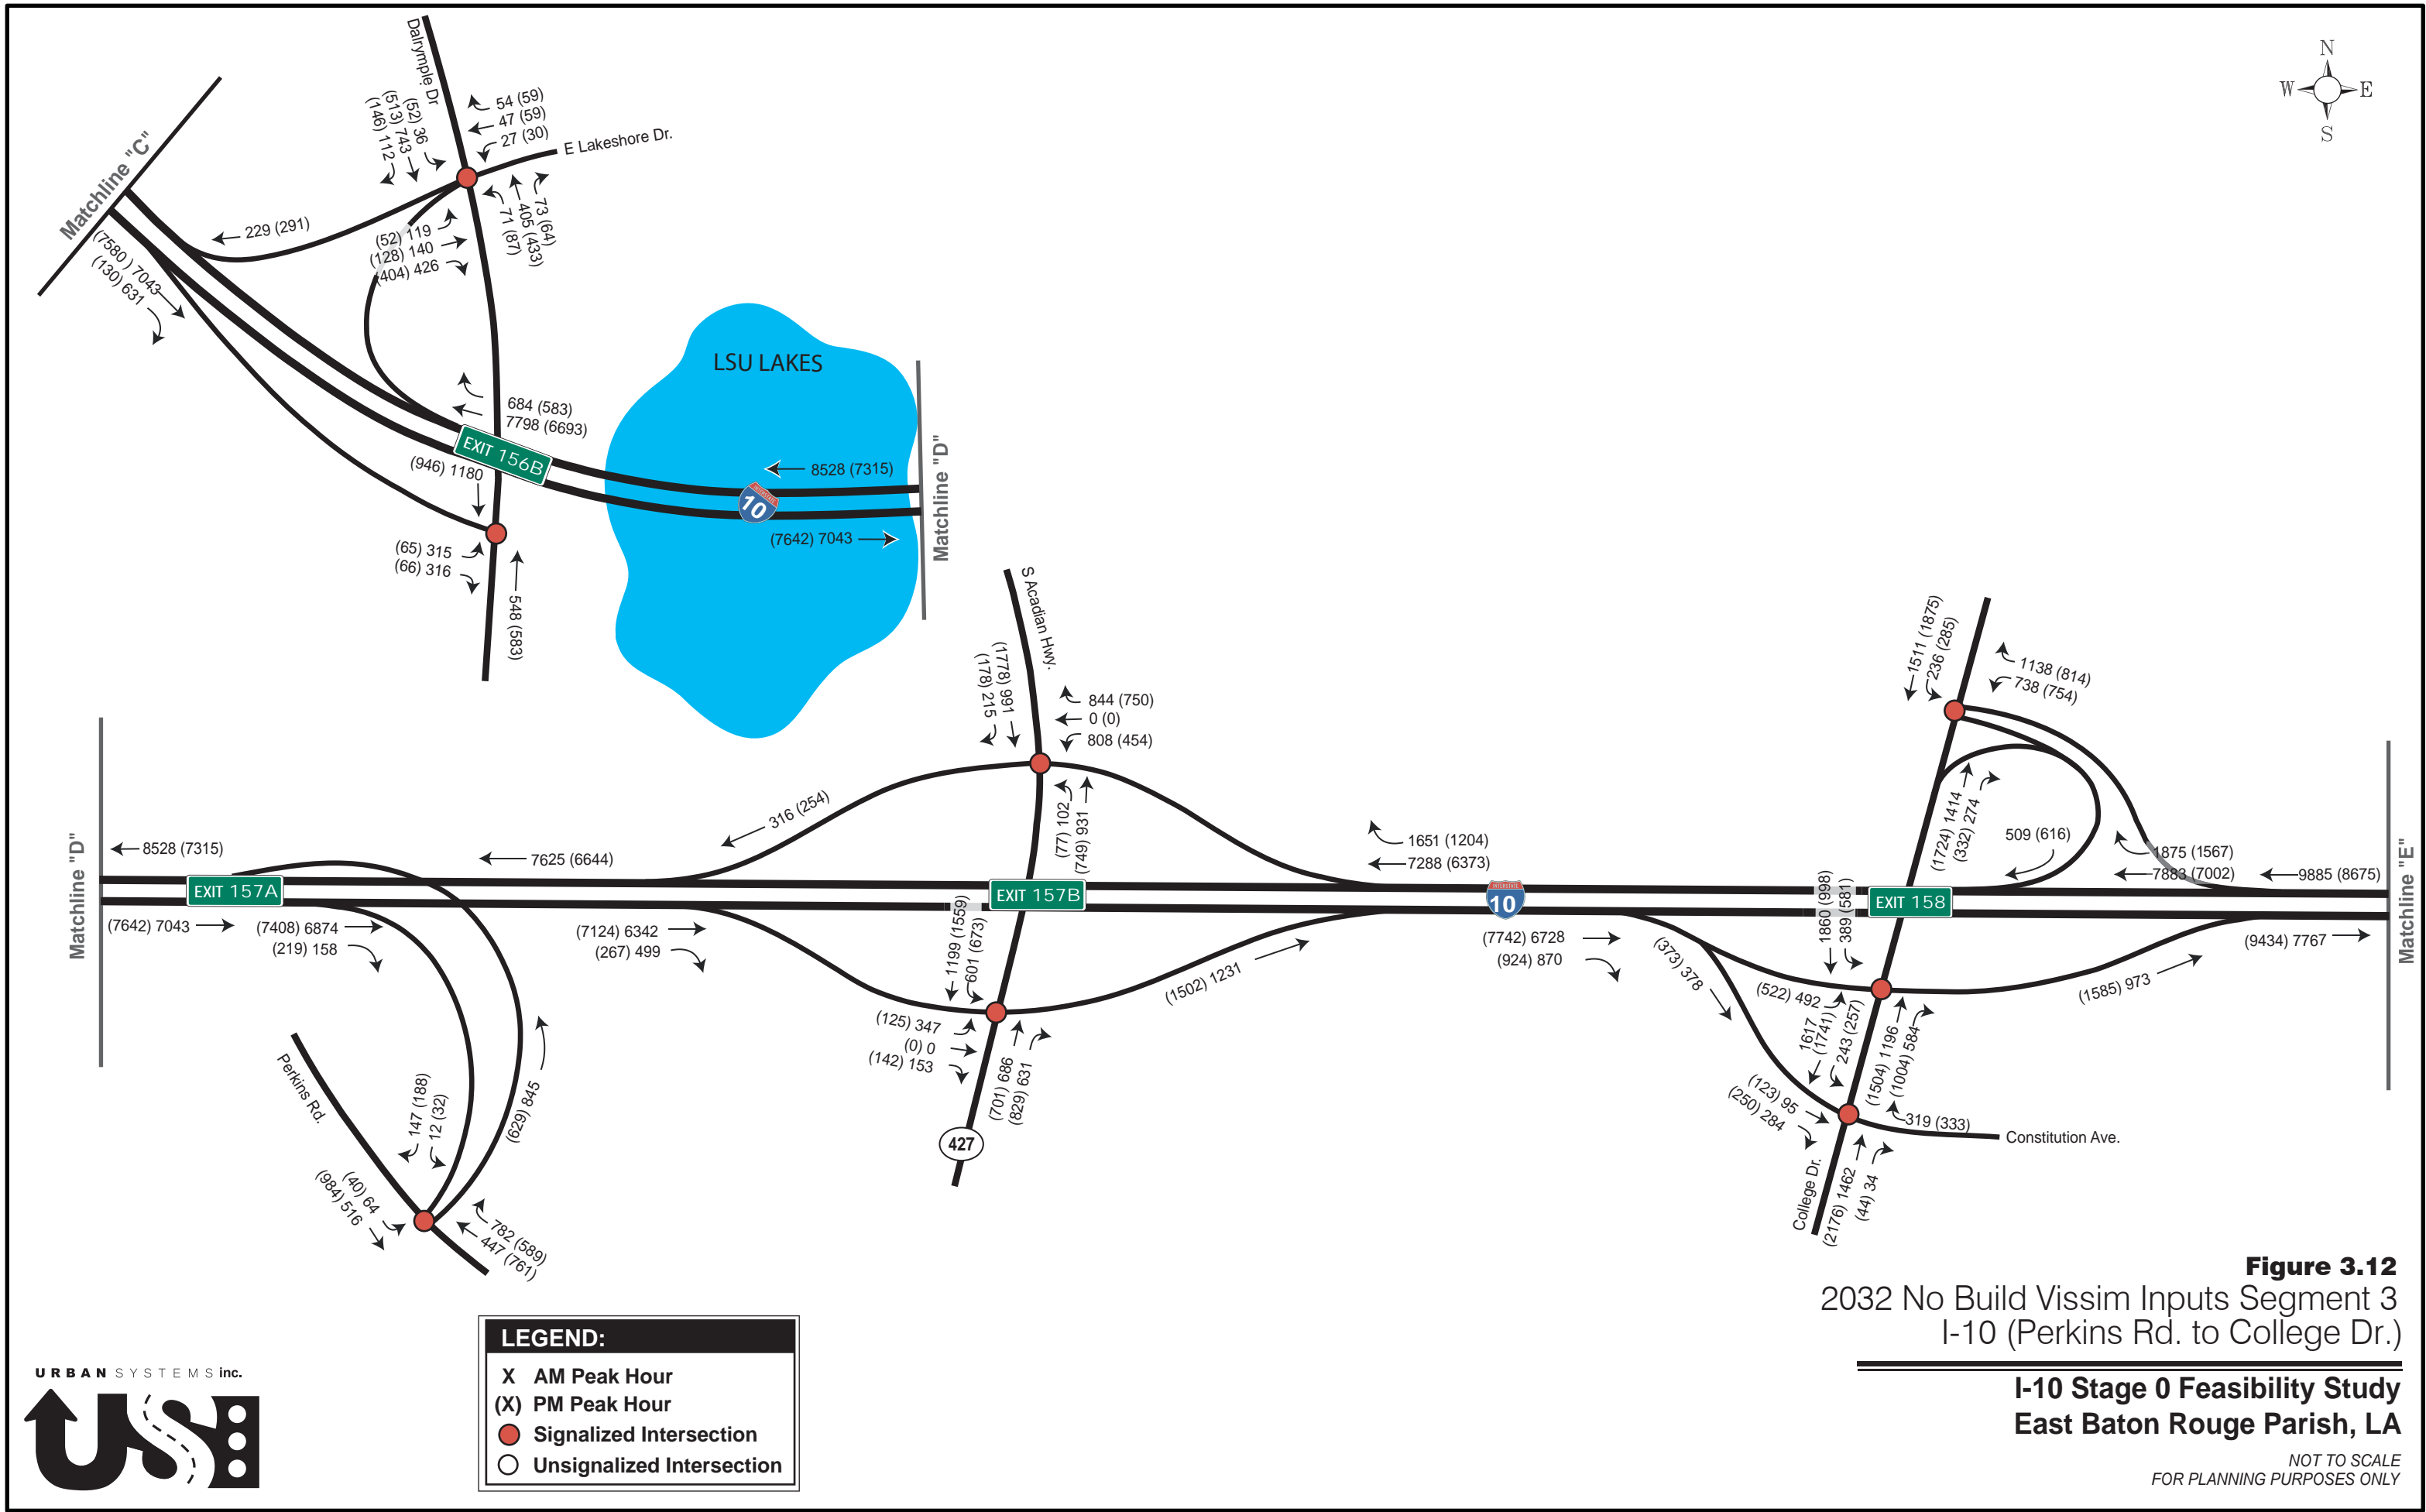 Dalrymple Dr
(52) 36
(513) 743
(146) 112
54 (59)
47 (59)
27 (30)
E Lakeshore Dr.
N
W E
S
Matchline "C"
229 (291)
(52) 119
(128) 140
(404) 426
71 (87)
405 (433)
73 (64)
(7580 ) 7043
(130) 631
LSU LAKES
684 (583)
7798 (6693)
EXIT 156B
(946) 1180
8528 (7315)
INTERSTATE
10
(7642) 7043
Matchline "D"
(65) 315
(66) 316
548 (583)
S Acadian Hwy.
(1778) 991
(178) 215
844 (750)
0 (0)
808 (454)
1511 (1875)
236 (285)
1138 (814)
738 (754)
Matchline "D"
8528 (7315)
7625 (6644)
316 (254)
(77) 102
(749) 931
1651 (1204)
7288 (6373)
(1724) 1414
(332) 274
509 (616)
1875 (1567)
7883 (7002)
9885 (8675)
Matchline "E"
EXIT 157A
EXIT 157B
INTERSTATE
10
EXIT 158
(7642) 7043
(7408) 6874
(219) 158
(7124) 6342
(267) 499
1199 (1559)
601 (673)
(7742) 6728
(924) 870
1860 (998)
389 (581)
(9434) 7767
(373) 378
(1502) 1231
(522) 492
(1585) 973
(125) 347
(0) 0
(142) 153
(701) 686
(829) 631
1617
(1741)
243 (257)
(1504) 1196
(1004) 584
Perkins Rd.
147 (188)
12 (32)
(629) 845
(123) 95
(250) 284
319 (333)
Constitution Ave.
427
(40) 64
(984) 516
782 (589)
447 (761)
College Dr.
(2176) 1462
(44) 34
Figure 3.12
2032 No Build Vissim Inputs Segment 3
I-10 (Perkins Rd. to College Dr.)
I-10 Stage 0 Feasibility Study
East Baton Rouge Parish, LA
NOT TO SCALE
FOR PLANNING PURPOSES ONLY
LEGEND:
X AM Peak Hour
(X) PM Peak Hour
Signalized Intersection
Unsignalized Intersection
URBAN SYSTEMS inc.
USI